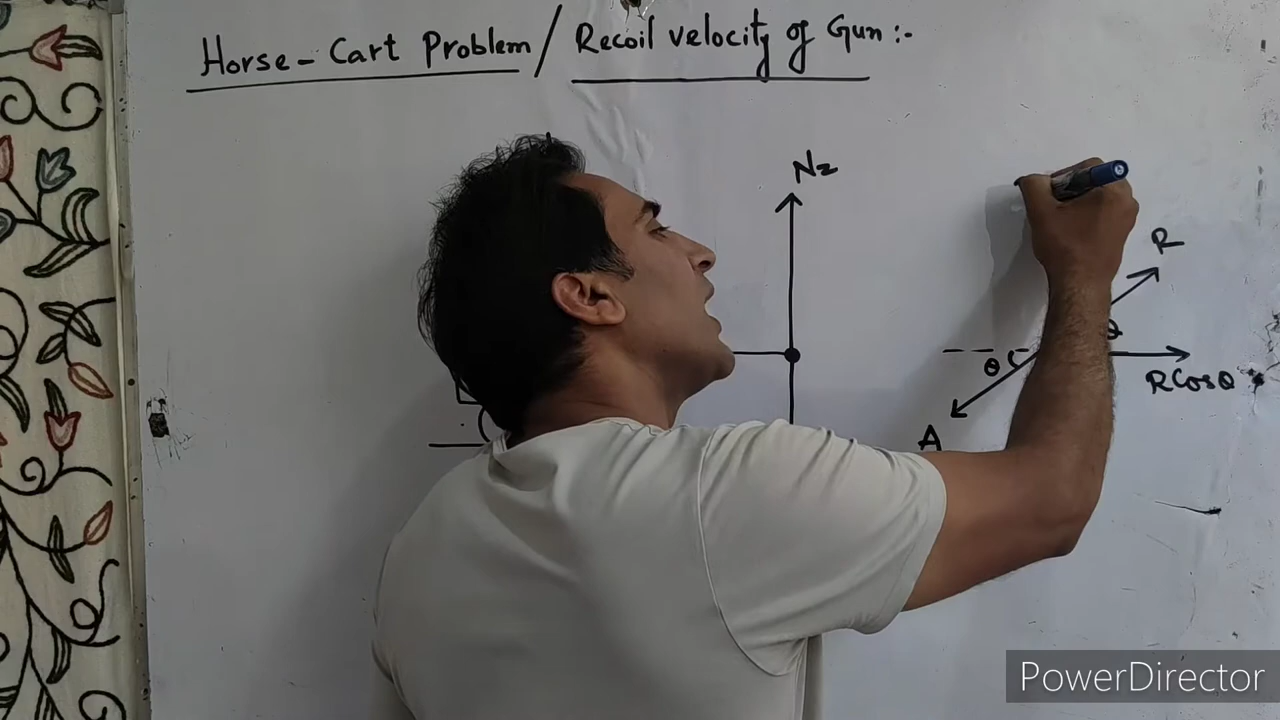 Horse-Cart Problem / Recoil velocity of Gun:-
N2
R
θ
θ
RCosθ
A
PowerDirector